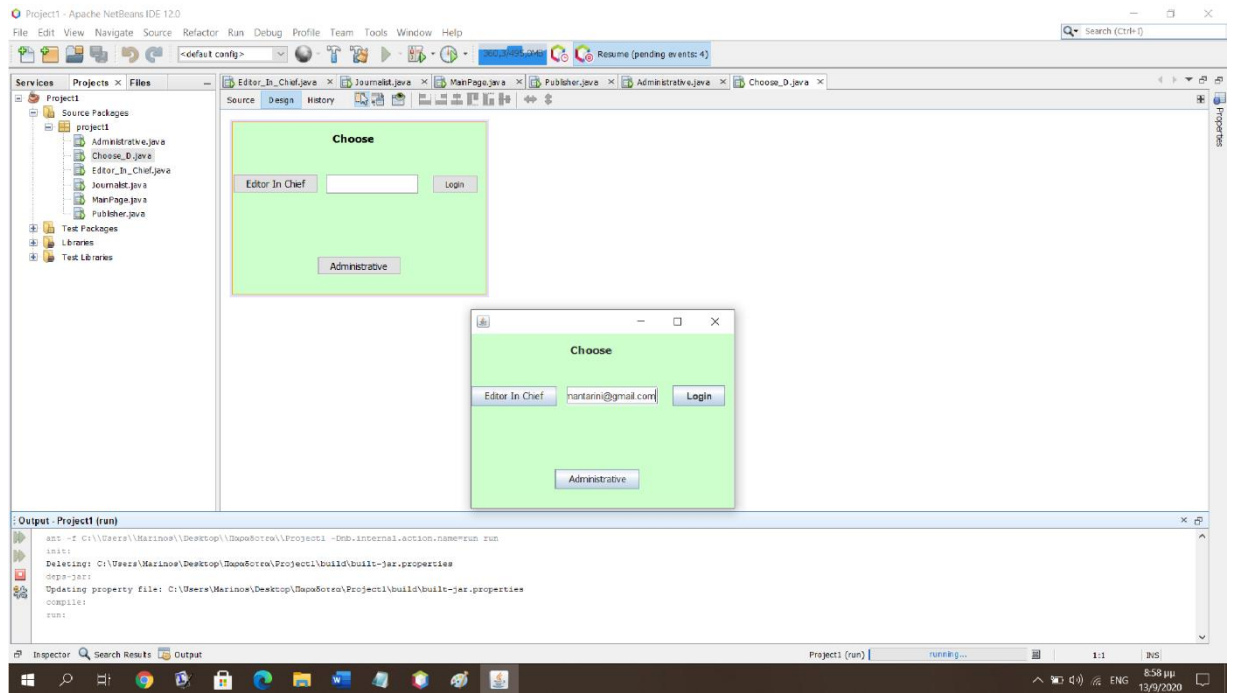 Project1 - Apache NetBeans IDE 12.0
File Edit View Navigate Source Refactor Run Debug Profile Team Tools Window Help
Search (Ctrl+I)
<default config>
360,3/495,0MB
Resume (pending events: 4)
Services Projects Files
Editor_In_Chief.java Journalist.java MainPage.java Publisher.java Administrative.java Choose_D.java
Source Design History
Properties
Project1
Source Packages
project1
Administrative.java
Choose_D.java
Editor_In_Chief.java
Journalist.java
MainPage.java
Publisher.java
Test Packages
Libraries
Test Libraries
Choose
Editor In Chief Login
Administrative
Choose
Editor In Chief nantarini@gmail.com Login
Administrative
Output - Project1 (run)
ant -f C:\\Users\\Marinos\\Desktop\\Παραδοτεα\\Project1 -Dnb.internal.action.name=run run
init:
Deleting: C:\Users\Marinos\Desktop\Παραδοτεα\Project1\build\built-jar.properties
deps-jar:
Updating property file: C:\Users\Marinos\Desktop\Παραδοτεα\Project1\build\built-jar.properties
compile:
run:
Inspector Search Results Output
Project1 (run) running... 1:1 INS
ENG
8:58 μμ
13/9/2020